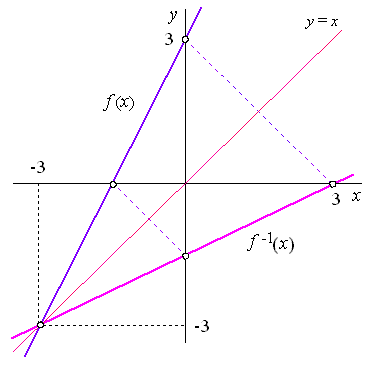 y
3
y = x
f (x)
-3
3
x
f⁻¹(x)
-3